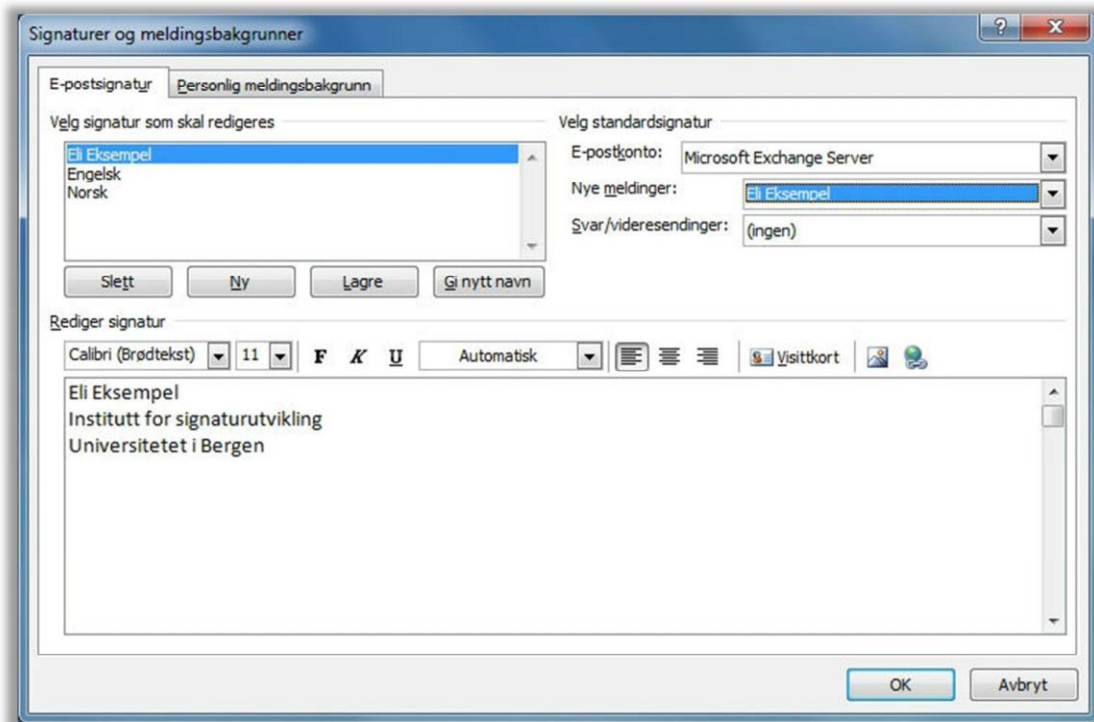 Signaturer og meldingsbakgrunner
E-postsignatur
Personlig meldingsbakgrunn
Velg signatur som skal redigeres
Eli Eksempel
Engelsk
Norsk
Slett
Ny
Lagre
Gi nytt navn
Velg standardsignatur
E-postkonto: Microsoft Exchange Server
Nye meldinger: Eli Eksempel
Svar/videresendinger: (ingen)
Rediger signatur
Calibri (Brødtekst) 11 F K U Automatisk Visittkort
Eli Eksempel
Institutt for signaturutvikling
Universitetet i Bergen
OK
Avbryt